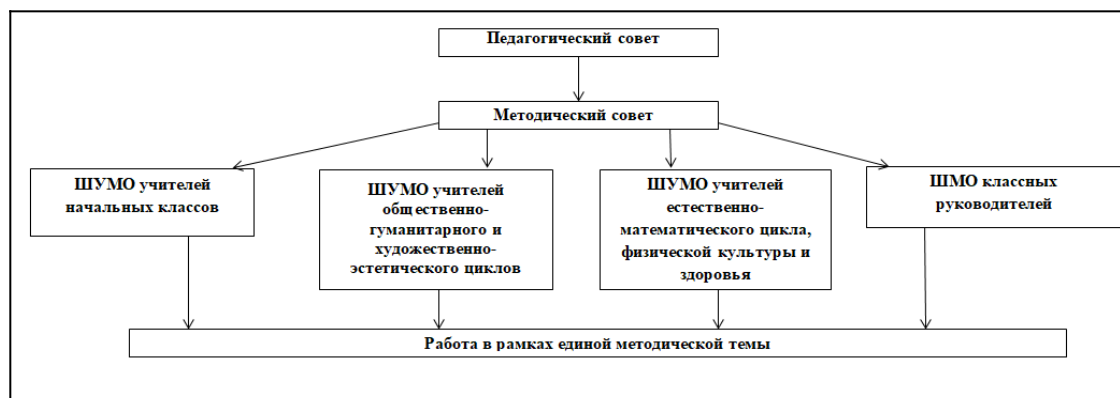 Педагогический совет
Методический совет
ШУМО учителей
начальных классов
ШУМО учителей
общественно-
гуманитарного и
художественно-
эстетического циклов
ШУМО учителей
естественно-
математического цикла,
физической культуры и
здоровья
ШМО классных
руководителей
Работа в рамках единой методической темы